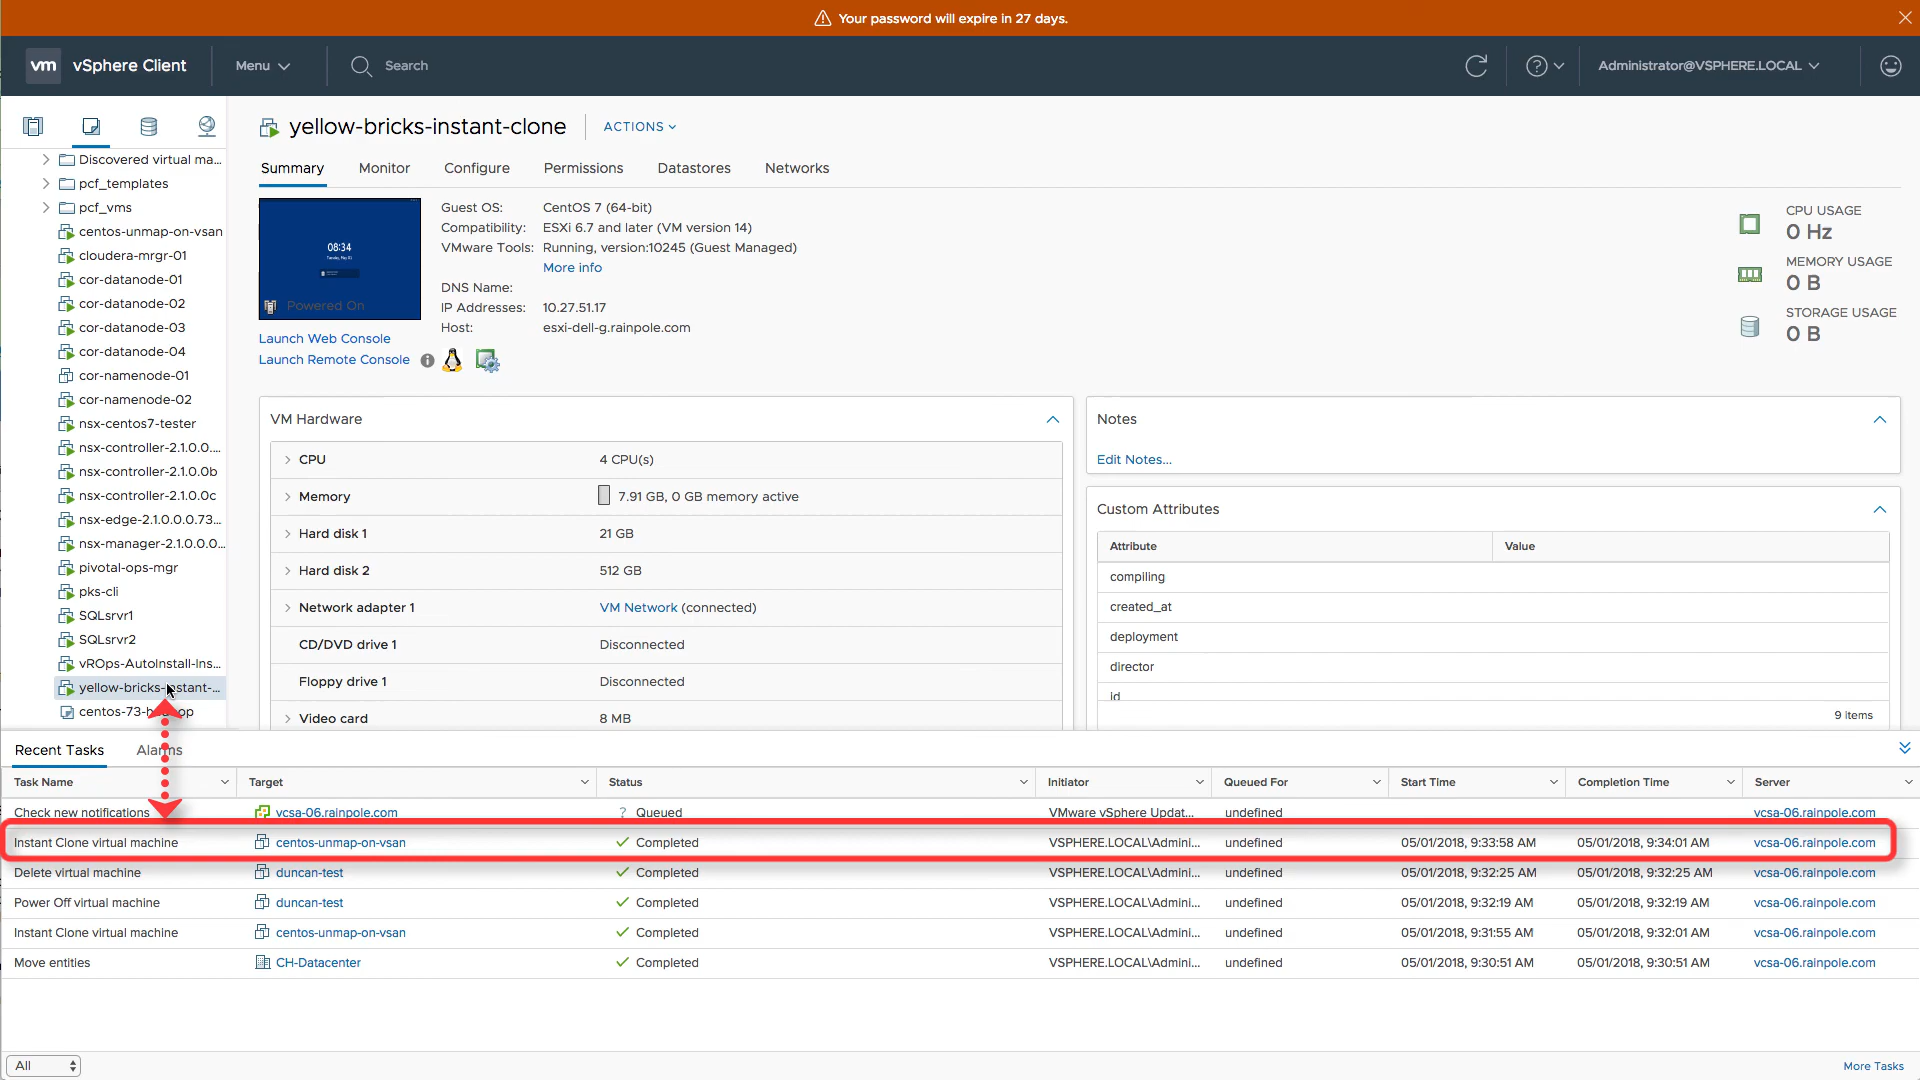 Your password will expire in 27 days.
vm vSphere Client Menu Search Administrator@VSPHERE.LOCAL
yellow-bricks-instant-clone ACTIONS
Summary Monitor Configure Permissions Datastores Networks
Discovered virtual ma...
pcf_templates
pcf_vms
centos-unmap-on-vsan
cloudera-mrgr-01
cor-datanode-01
cor-datanode-02
cor-datanode-03
cor-datanode-04
cor-namenode-01
cor-namenode-02
nsx-centos7-tester
nsx-controller-2.1.0.0....
nsx-controller-2.1.0.0b
nsx-controller-2.1.0.0c
nsx-edge-2.1.0.0.0.73...
nsx-manager-2.1.0.0.0...
pivotal-ops-mgr
pks-cli
SQLsrvr1
SQLsrvr2
vROps-AutoInstall-Ins...
yellow-bricks-instant-...
08:34
Tuesday, May 01
Powered On
Launch Web Console
Launch Remote Console
Guest OS: CentOS 7 (64-bit)
Compatibility: ESXi 6.7 and later (VM version 14)
VMware Tools: Running, version:10245 (Guest Managed)
More info
DNS Name:
IP Addresses: 10.27.51.17
Host: esxi-dell-g.rainpole.com
CPU USAGE
0 Hz
MEMORY USAGE
0 B
STORAGE USAGE
0 B
VM Hardware
CPU 4 CPU(s)
Memory 7.91 GB, 0 GB memory active
Hard disk 1 21 GB
Hard disk 2 512 GB
Network adapter 1 VM Network (connected)
CD/DVD drive 1 Disconnected
Floppy drive 1 Disconnected
Video card 8 MB
Notes
Edit Notes...
Custom Attributes
Attribute Value
compiling
created_at
deployment
director
id
9 items
Recent Tasks Alarms
Task Name Target Status Initiator Queued For Start Time Completion Time Server
Check new notifications vcsa-06.rainpole.com ? Queued VMware vSphere Updat... undefined vcsa-06.rainpole.com
Instant Clone virtual machine centos-unmap-on-vsan Completed VSPHERE.LOCAL\Admini... undefined 05/01/2018, 9:33:58 AM 05/01/2018, 9:34:01 AM vcsa-06.rainpole.com
Delete virtual machine duncan-test Completed VSPHERE.LOCAL\Admini... undefined 05/01/2018, 9:32:25 AM 05/01/2018, 9:32:25 AM vcsa-06.rainpole.com
Power Off virtual machine duncan-test Completed VSPHERE.LOCAL\Admini... undefined 05/01/2018, 9:32:19 AM 05/01/2018, 9:32:19 AM vcsa-06.rainpole.com
Instant Clone virtual machine centos-unmap-on-vsan Completed VSPHERE.LOCAL\Admini... undefined 05/01/2018, 9:31:55 AM 05/01/2018, 9:32:01 AM vcsa-06.rainpole.com
Move entities CH-Datacenter Completed VSPHERE.LOCAL\Admini... undefined 05/01/2018, 9:30:51 AM 05/01/2018, 9:30:51 AM vcsa-06.rainpole.com
All More Tasks